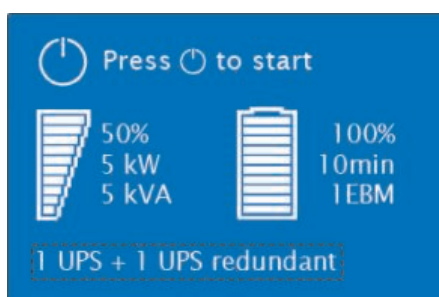 Press to start
50%
100%
5 kW
10min
5 kVA
1EBM
1 UPS + 1 UPS redundant